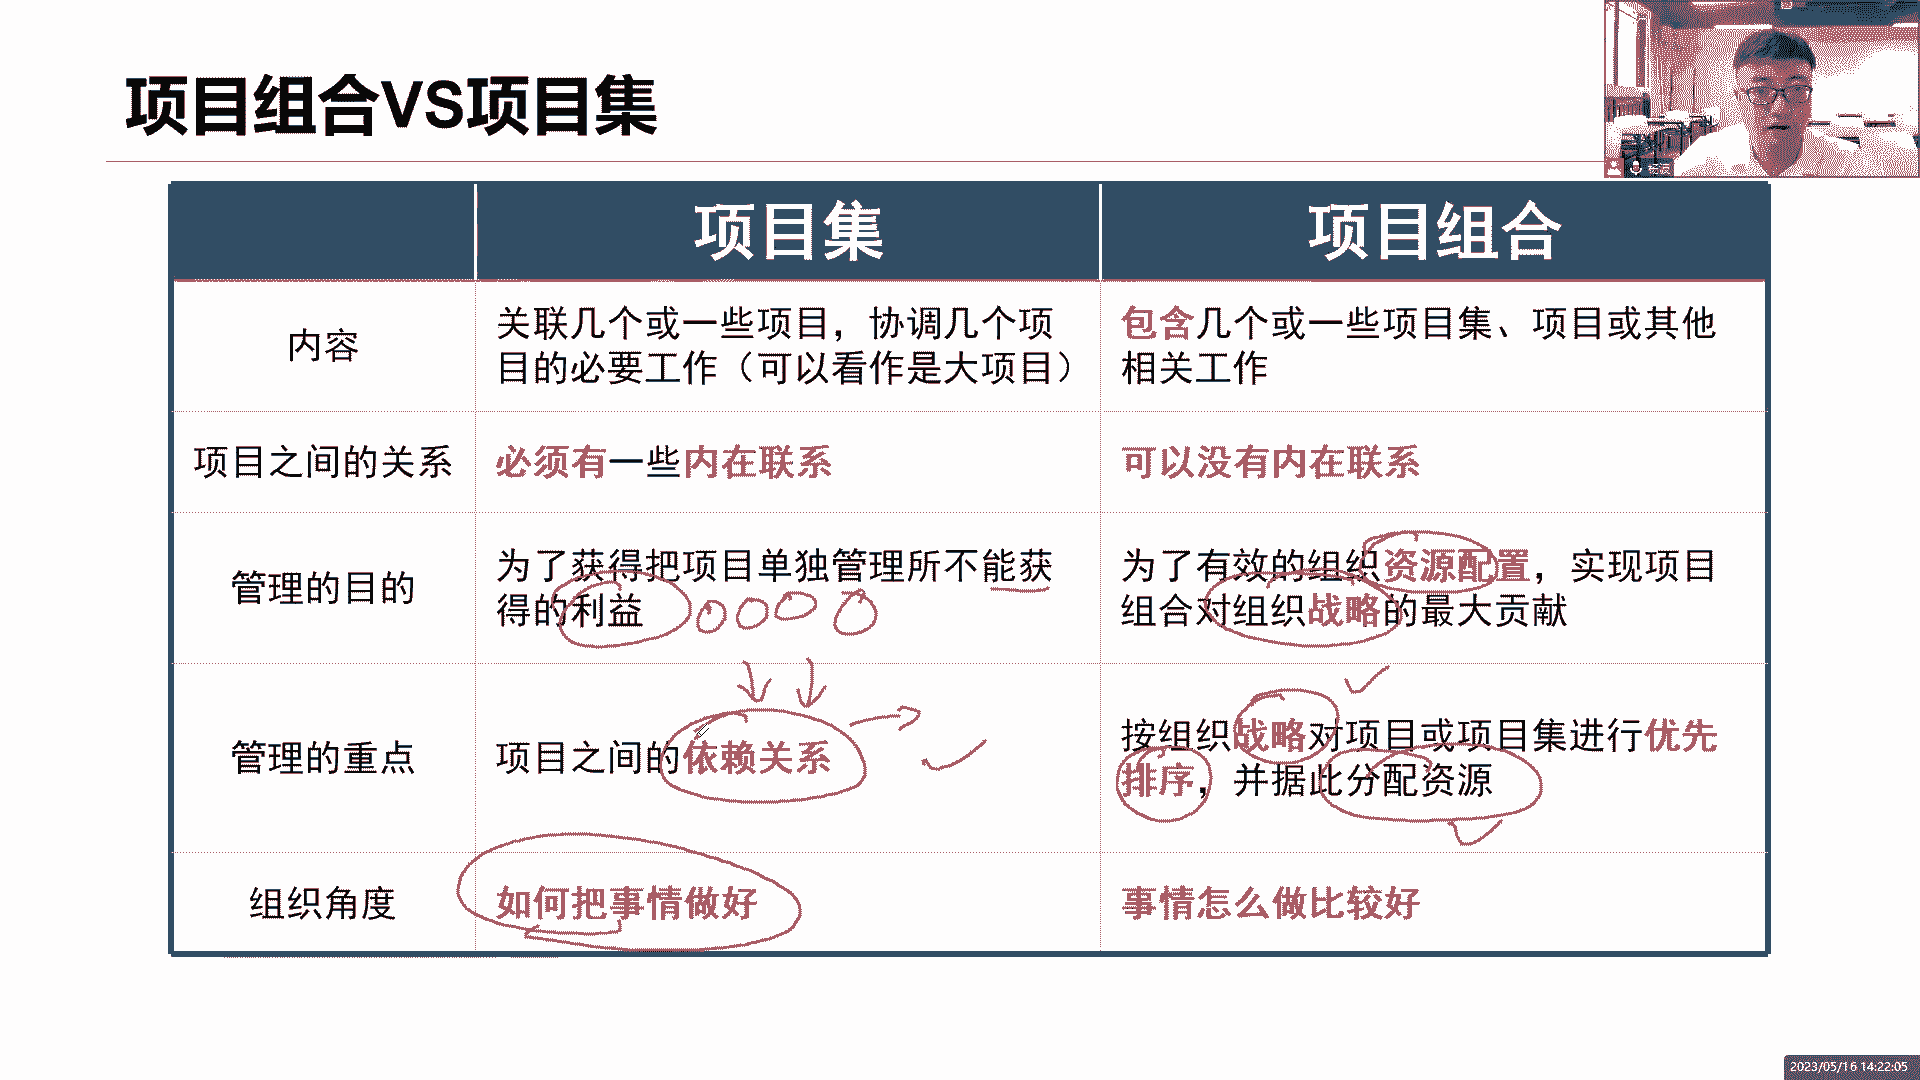 项目组合VS项目集
项目集
项目组合
内容
关联几个或一些项目，协调几个项
目的必要工作（可以看作是大项目）
包含几个或一些项目集、项目或其他
相关工作
项目之间的关系
必须有一些内在联系
可以没有内在联系
管理的目的
为了获得把项目单独管理所不能获
得的利益
为了有效的组织资源配置，实现项目
组合对组织战略的最大贡献
管理的重点
项目之间的依赖关系
按组织战略对项目或项目集进行优先
排序，并据此分配资源
组织角度
如何把事情做好
事情怎么做比较好
2023/05/16 14:22:05